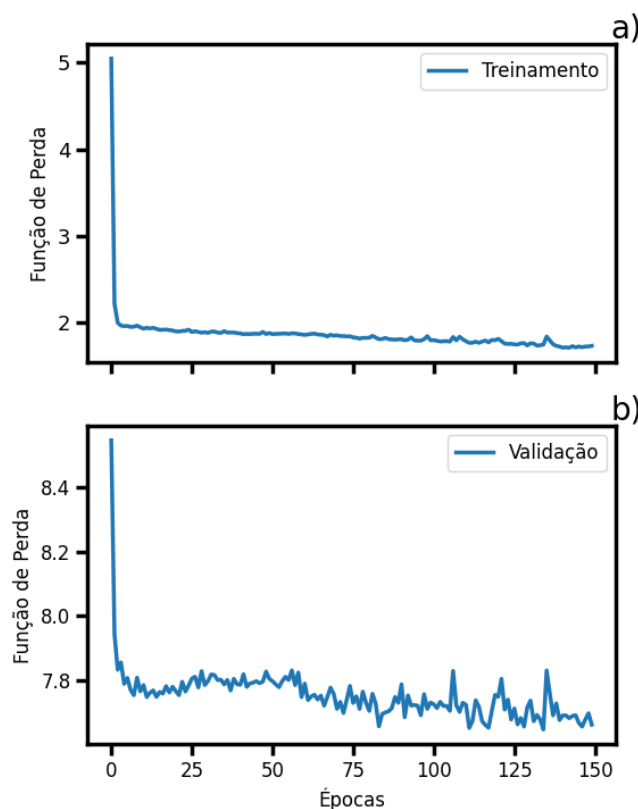 a)
Treinamento
Função de Perda
5
4
3
2
b)
Validação
Função de Perda
8.4
8.2
8.0
7.8
0 25 50 75 100 125 150
Épocas